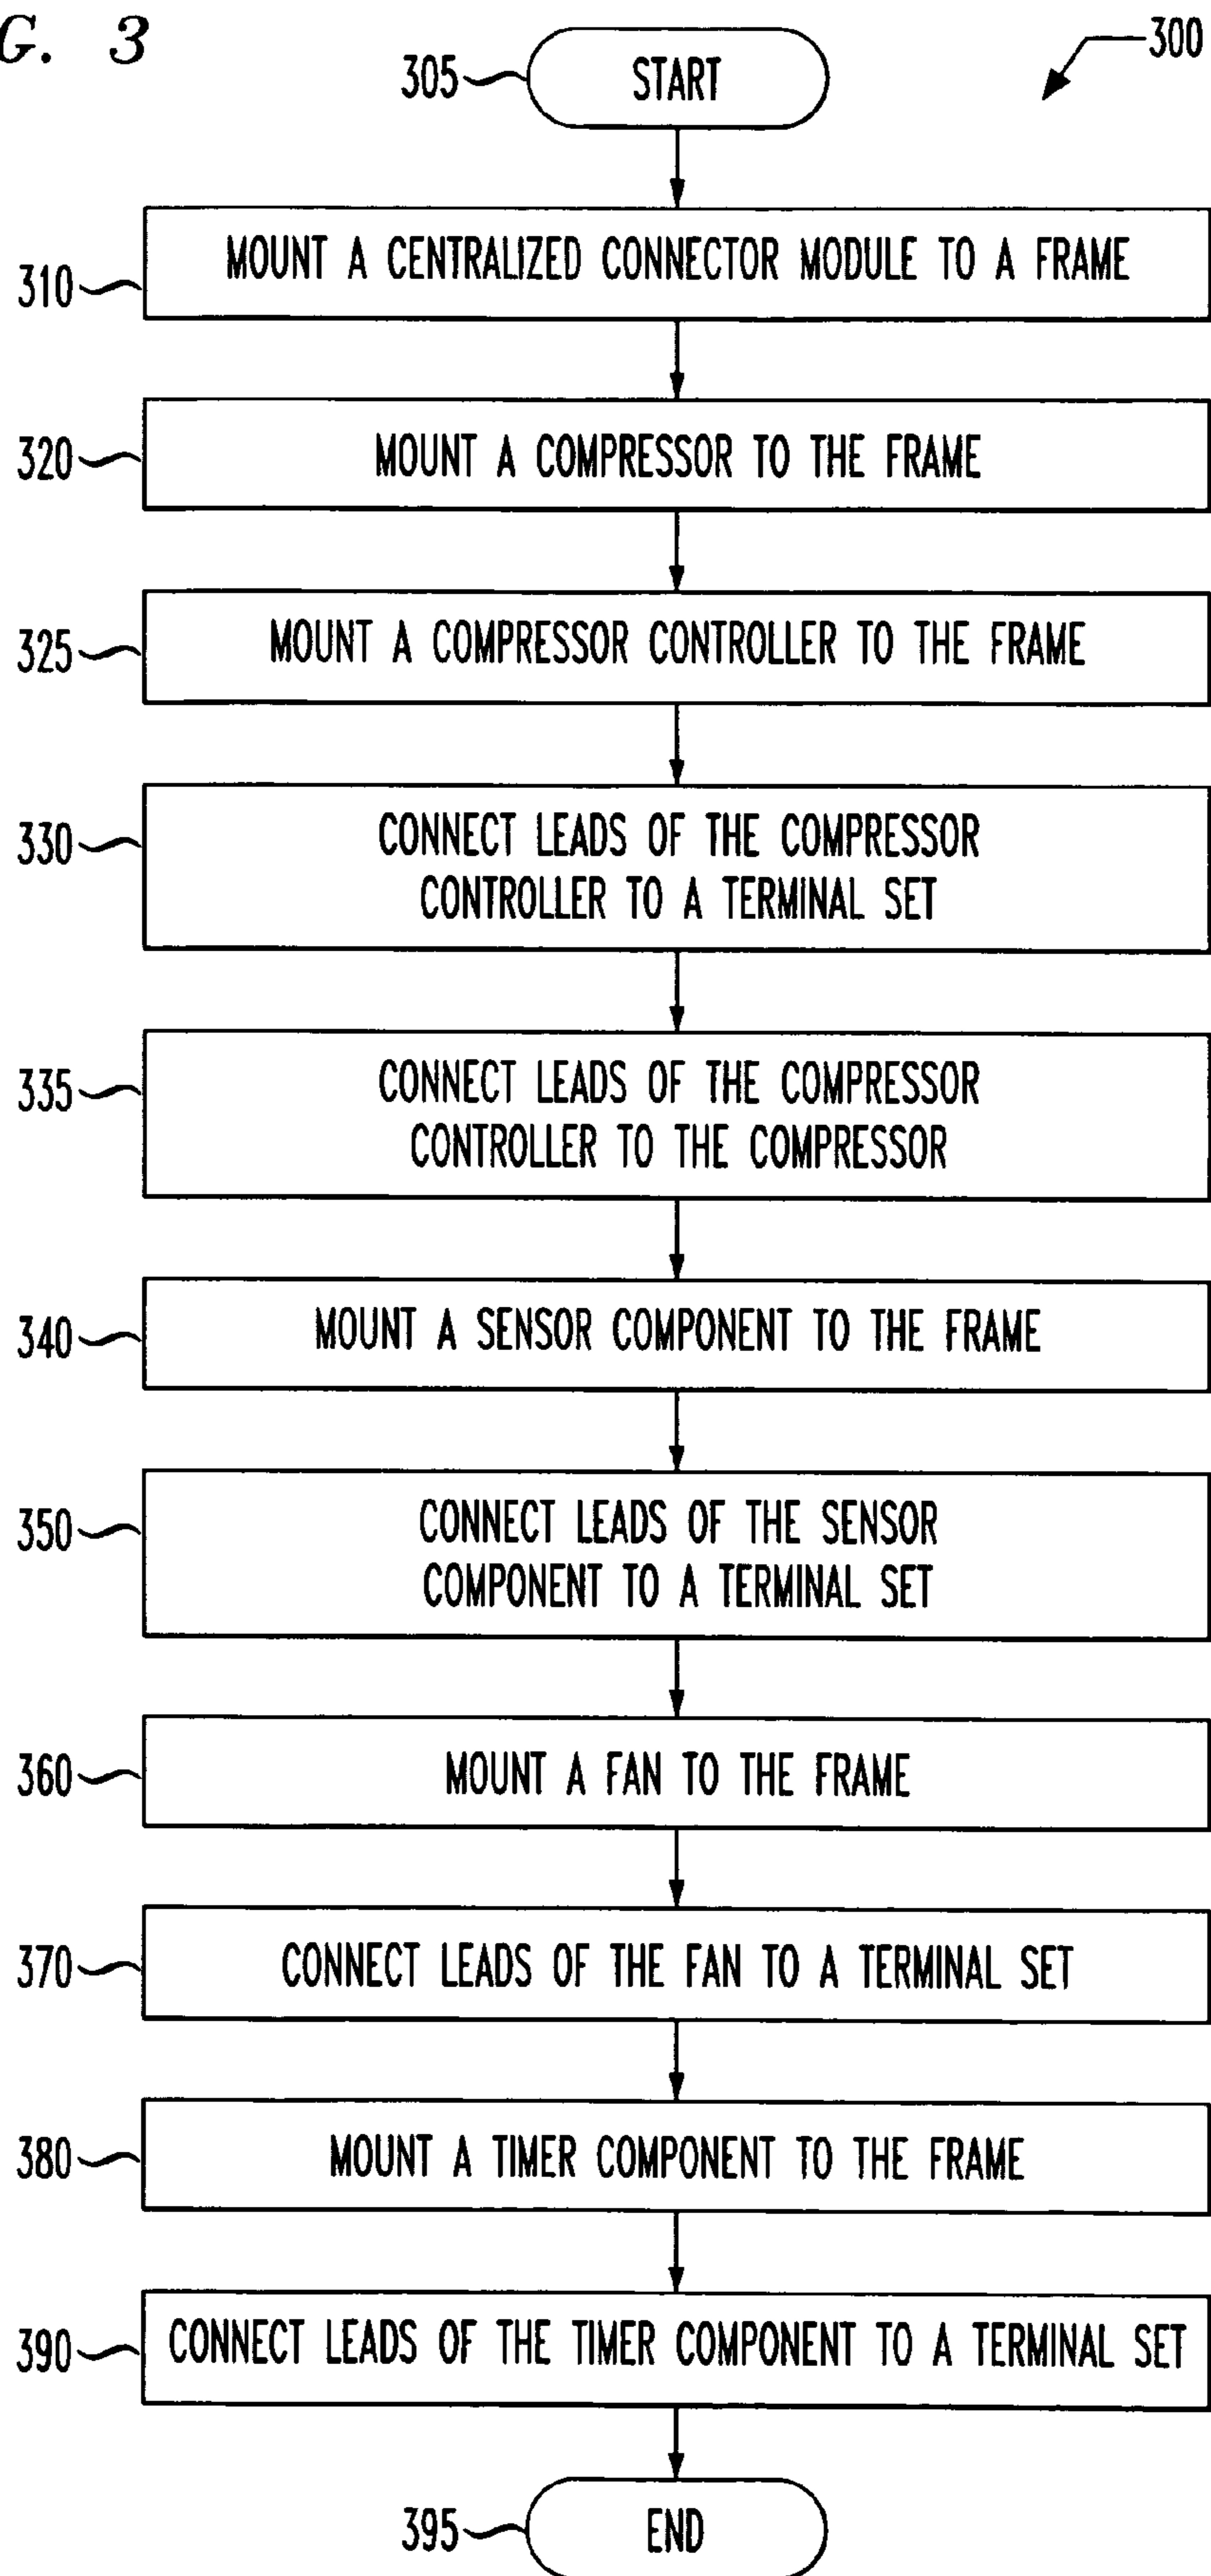 G. 3
300
305 START
310 MOUNT A CENTRALIZED CONNECTOR MODULE TO A FRAME
320 MOUNT A COMPRESSOR TO THE FRAME
325 MOUNT A COMPRESSOR CONTROLLER TO THE FRAME
330 CONNECT LEADS OF THE COMPRESSOR
CONTROLLER TO A TERMINAL SET
335 CONNECT LEADS OF THE COMPRESSOR
CONTROLLER TO THE COMPRESSOR
340 MOUNT A SENSOR COMPONENT TO THE FRAME
350 CONNECT LEADS OF THE SENSOR
COMPONENT TO A TERMINAL SET
360 MOUNT A FAN TO THE FRAME
370 CONNECT LEADS OF THE FAN TO A TERMINAL SET
380 MOUNT A TIMER COMPONENT TO THE FRAME
390 CONNECT LEADS OF THE TIMER COMPONENT TO A TERMINAL SET
395 END